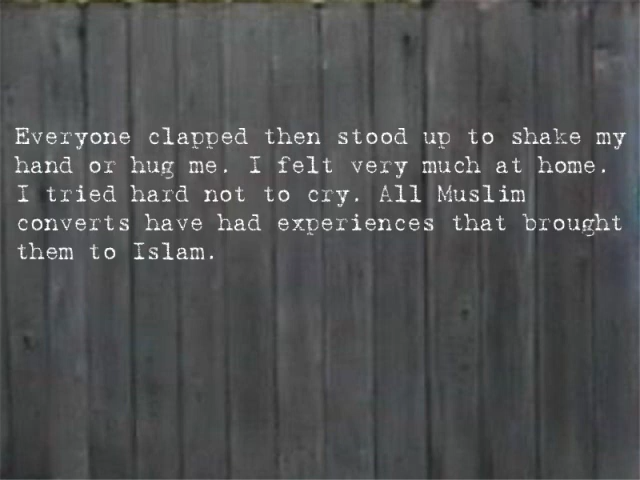 Everyone clapped then stood up to shake my
hand or hug me. I felt very much at home.
I tried hard not to cry. All Muslim
converts have had experiences that brought
them to Islam.